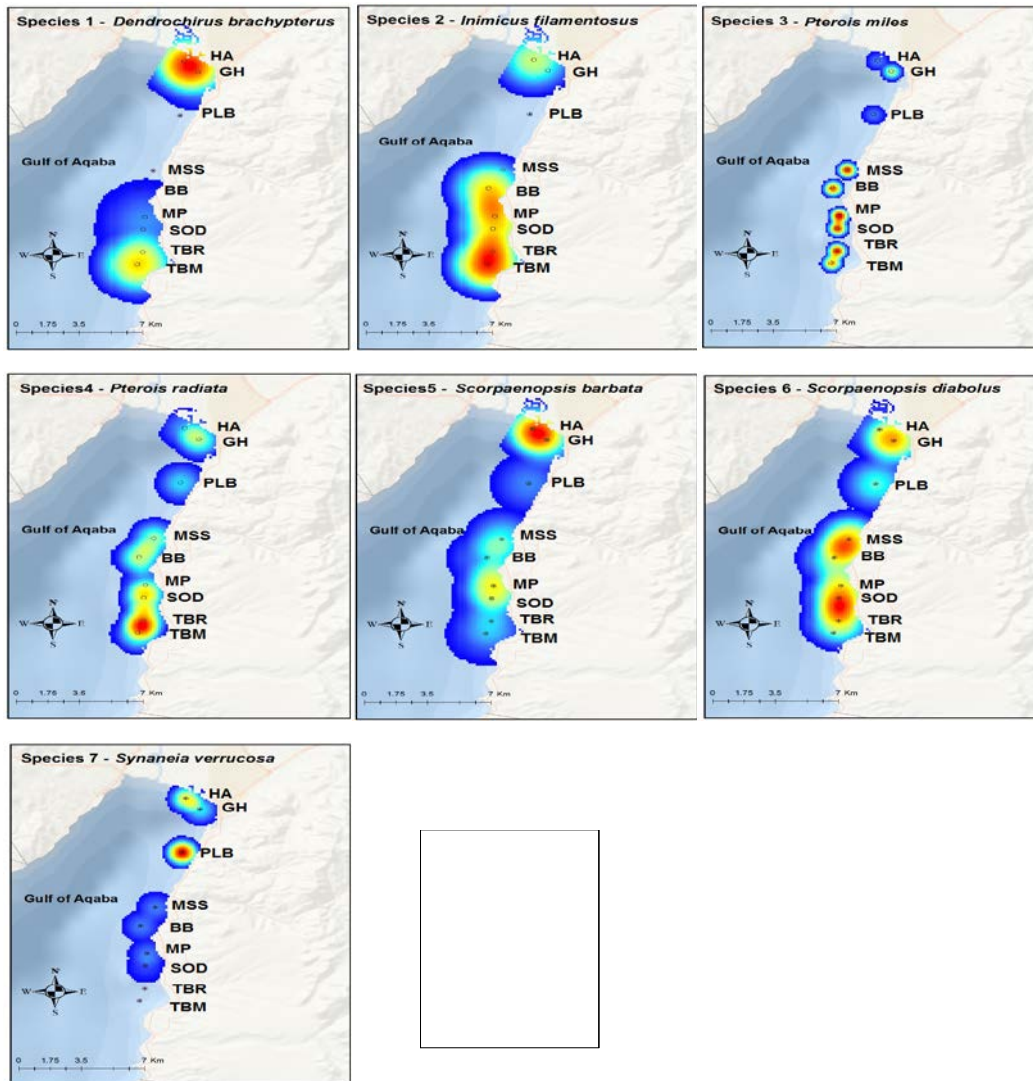 Species 1 - Dendrochirus brachypterus
HA
GH
PLB
MSS
Gulf of Aqaba
BB
MP
SOD
TBR
TBM
N
W E
S
0 1.75 3.5 7 Km
Species 2 - Inimicus filamentosus
HA
GH
PLB
Gulf of Aqaba
MSS
BB
MP
SOD
TBR
TBM
N
W E
S
0 1.75 3.5 7 Km
Species 3 - Pterois miles
HA
GH
PLB
Gulf of Aqaba
MSS
BB
MP
SOD
TBR
TBM
N
W E
S
0 1.75 3.5 7 Km
Species4 - Pterois radiata
HA
GH
PLB
Gulf of Aqaba
MSS
BB
MP
SOD
TBR
TBM
N
W E
S
0 1.75 3.5 7 Km
Species5 - Scorpaenopsis barbata
HA
GH
PLB
Gulf of Aqaba
MSS
BB
MP
SOD
TBR
TBM
N
W E
S
0 1.75 3.5 7 Km
Species 6 - Scorpaenopsis diabolus
HA
GH
PLB
Gulf of Aqaba
MSS
BB
MP
SOD
TBR
TBM
N
W E
S
0 1.75 3.5 7 Km
Species 7 - Synaneia verrucosa
HA
GH
PLB
Gulf of Aqaba
MSS
BB
MP
SOD
TBR
TBM
N
W E
S
0 1.75 3.5 7 Km